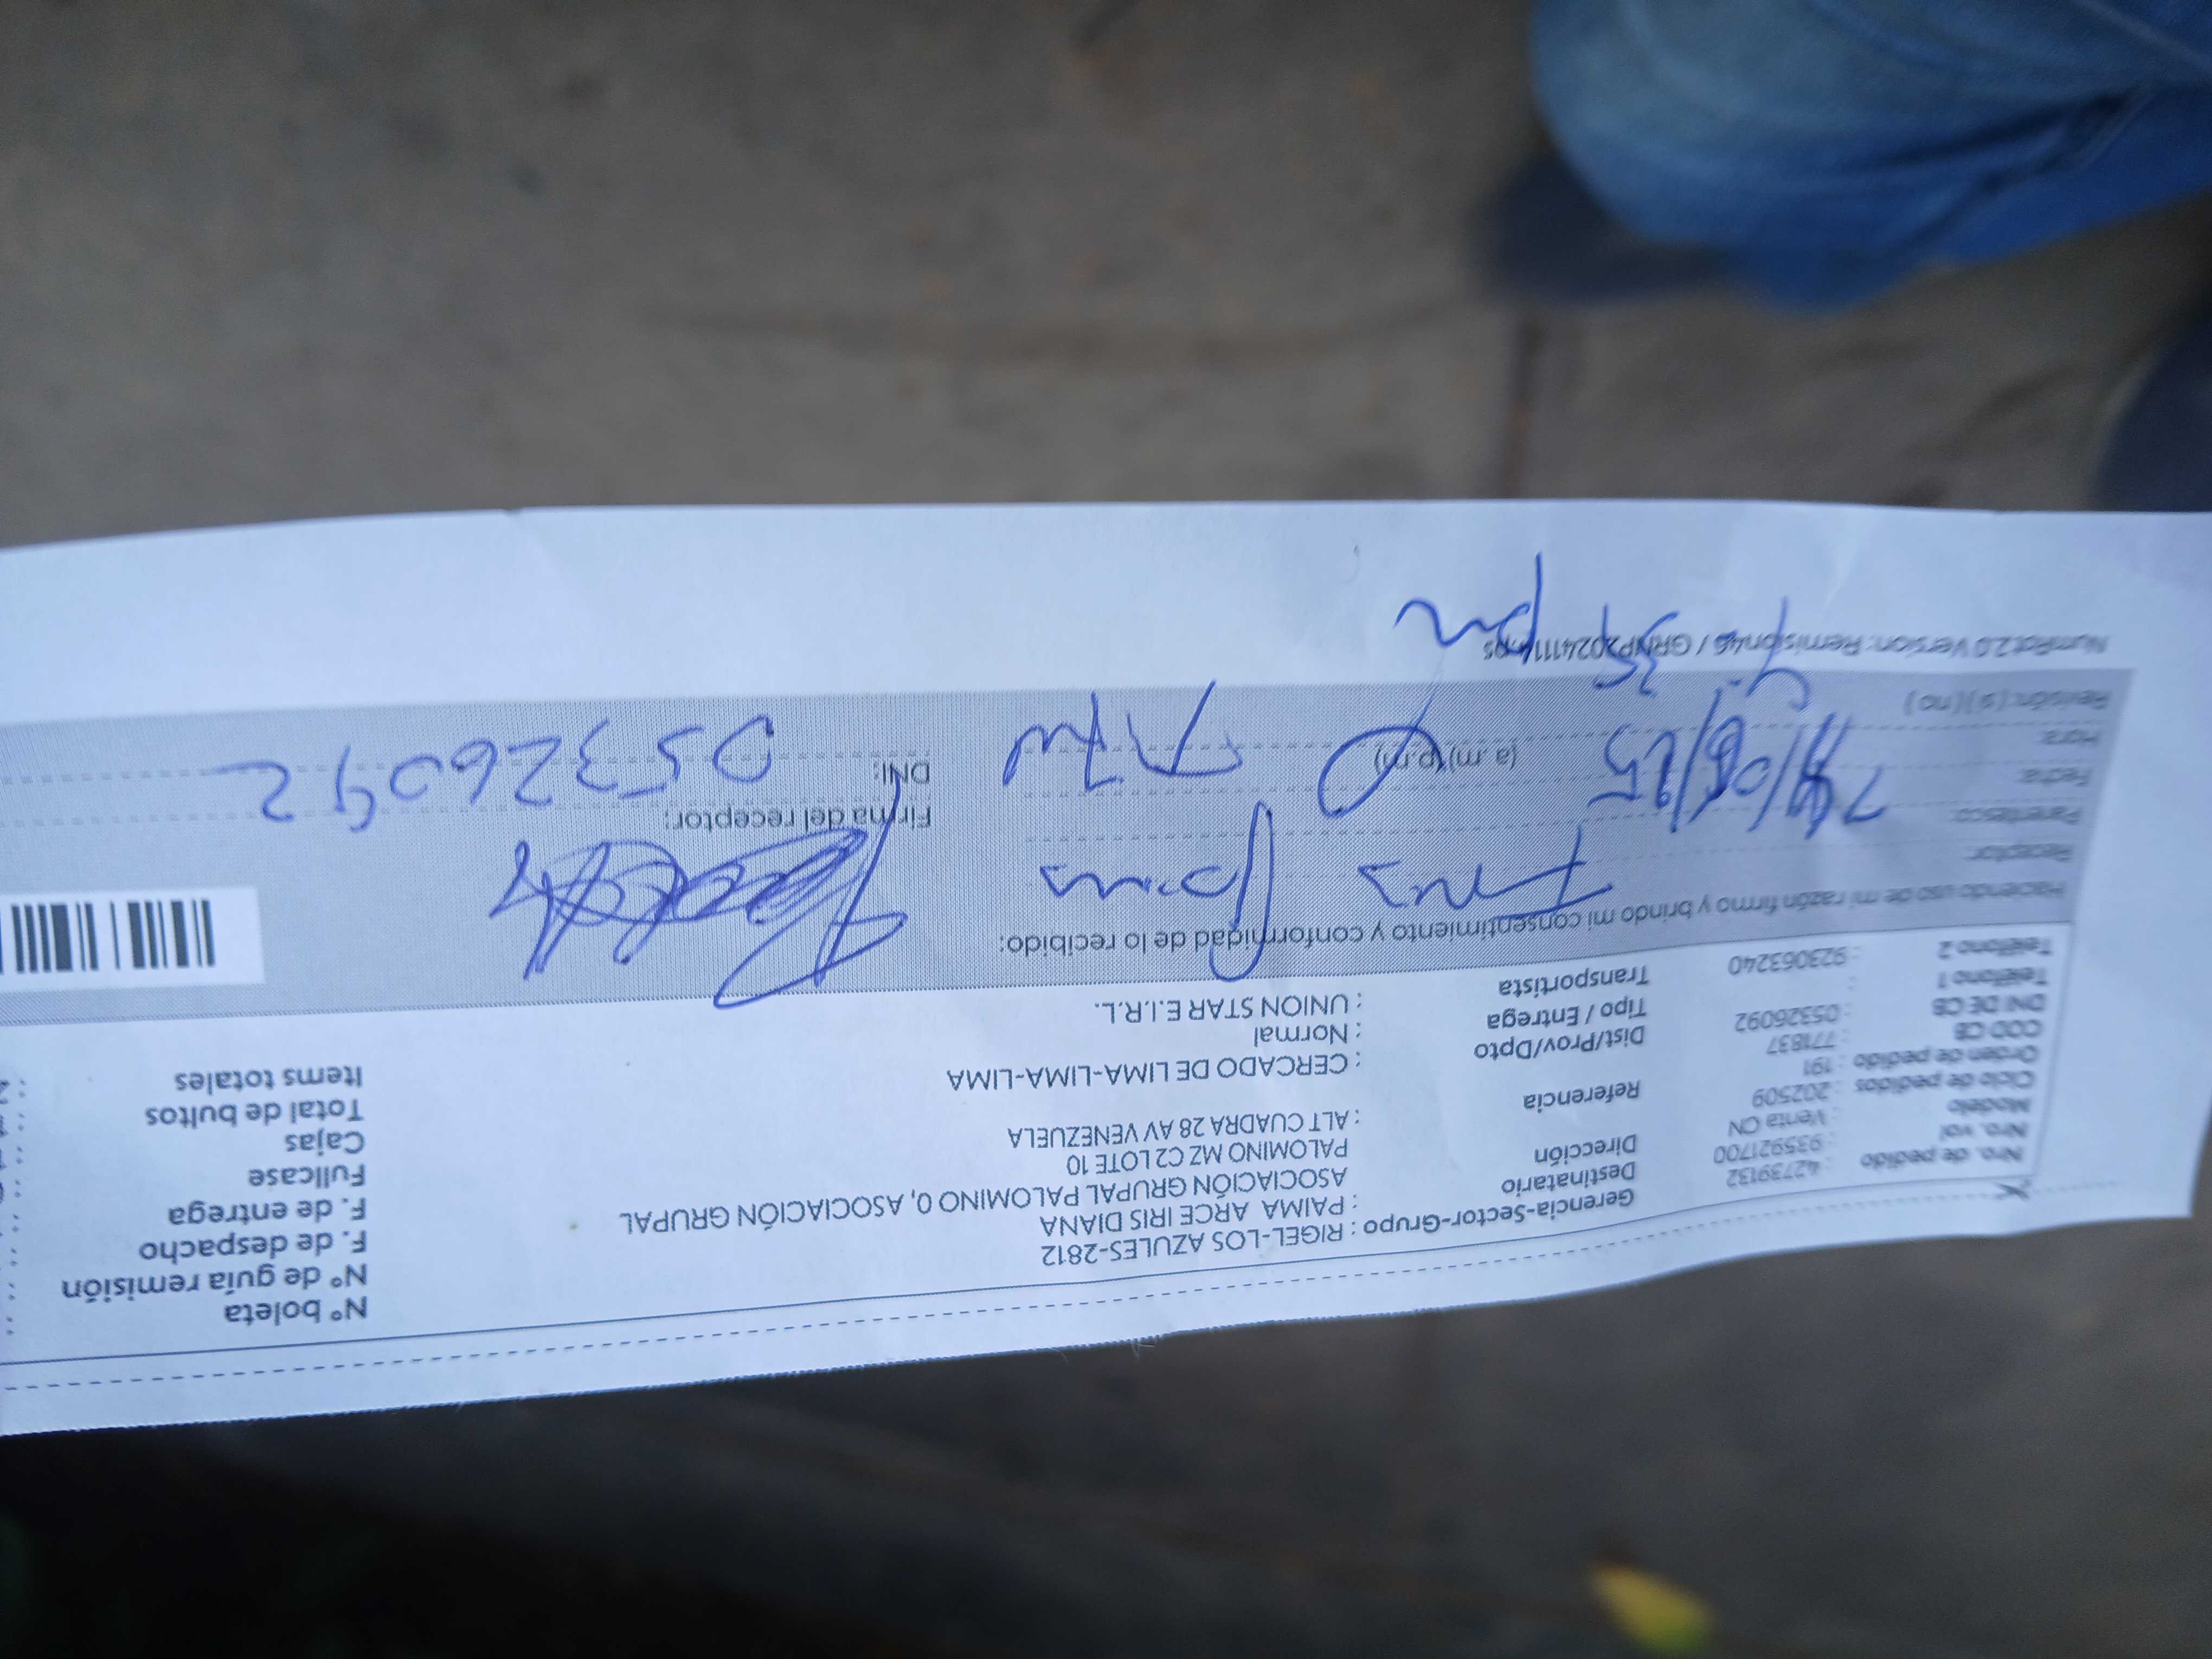 Nro. de pedido : 42739132
Nro. vol : 935921700
Modelo : Venta CN
Ciclo de pedidos : 202509
Orden de pedido : 191
COD CB : 771837
DNI DE CB : 05326092
Teléfono 1 :
Teléfono 2 : 923063240
Gerencia-Sector-Grupo : RIGEL-LOS AZULES-2812
Destinatario : PAIMA ARCE IRIS DIANA
Dirección ASOCIACIÓN GRUPAL PALOMINO 0, ASOCIACIÓN GRUPAL
PALOMINO MZ C2 LOTE 10
Referencia : ALT CUADRA 28 AV VENEZUELA
Dist/Prov/Dpto : CERCADO DE LIMA-LIMA-LIMA
Tipo / Entrega : Normal
Transportista : UNION STAR E.I.R.L.
N° boleta
N° de guía remisión
F. de despacho
F. de entrega
Fullcase
Cajas
Total de bultos
Items totales
Haciendo uso de mi razón firmo y brindo mi consentimiento y conformidad de lo recibido:
Receptor:
Parentesco:
Fecha:
Hora: (a .m) (p.m)
Revisión: (s) (no)
Firma del receptor:
DNI: 05326092
pm
NumRot 2.0 Version: Remision46 / GRNP20241114.qs